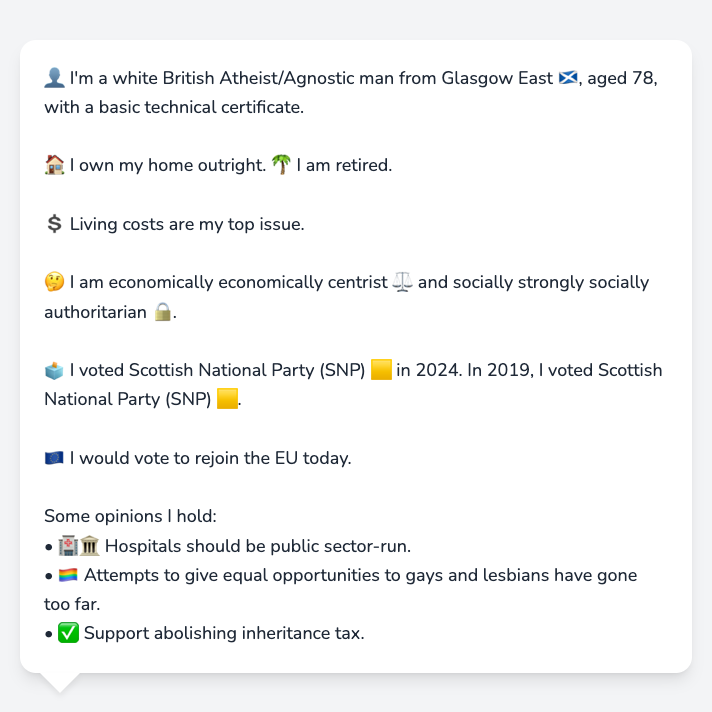 👤 I'm a white British Atheist/Agnostic man from Glasgow East 🏴󠁧󠁢󠁳󠁣󠁴󠁿, aged 78,
with a basic technical certificate.
🏠 I own my home outright. 🌴 I am retired.
💲 Living costs are my top issue.
🤔 I am economically economically centrist ⚖️ and socially strongly socially
authoritarian 🔒.
🗳️ I voted Scottish National Party (SNP) 🟨 in 2024. In 2019, I voted Scottish
National Party (SNP) 🟨.
🇪🇺 I would vote to rejoin the EU today.
Some opinions I hold:
• 🏥🏛️ Hospitals should be public sector-run.
• 🏳️‍🌈 Attempts to give equal opportunities to gays and lesbians have gone
too far.
• ✅ Support abolishing inheritance tax.